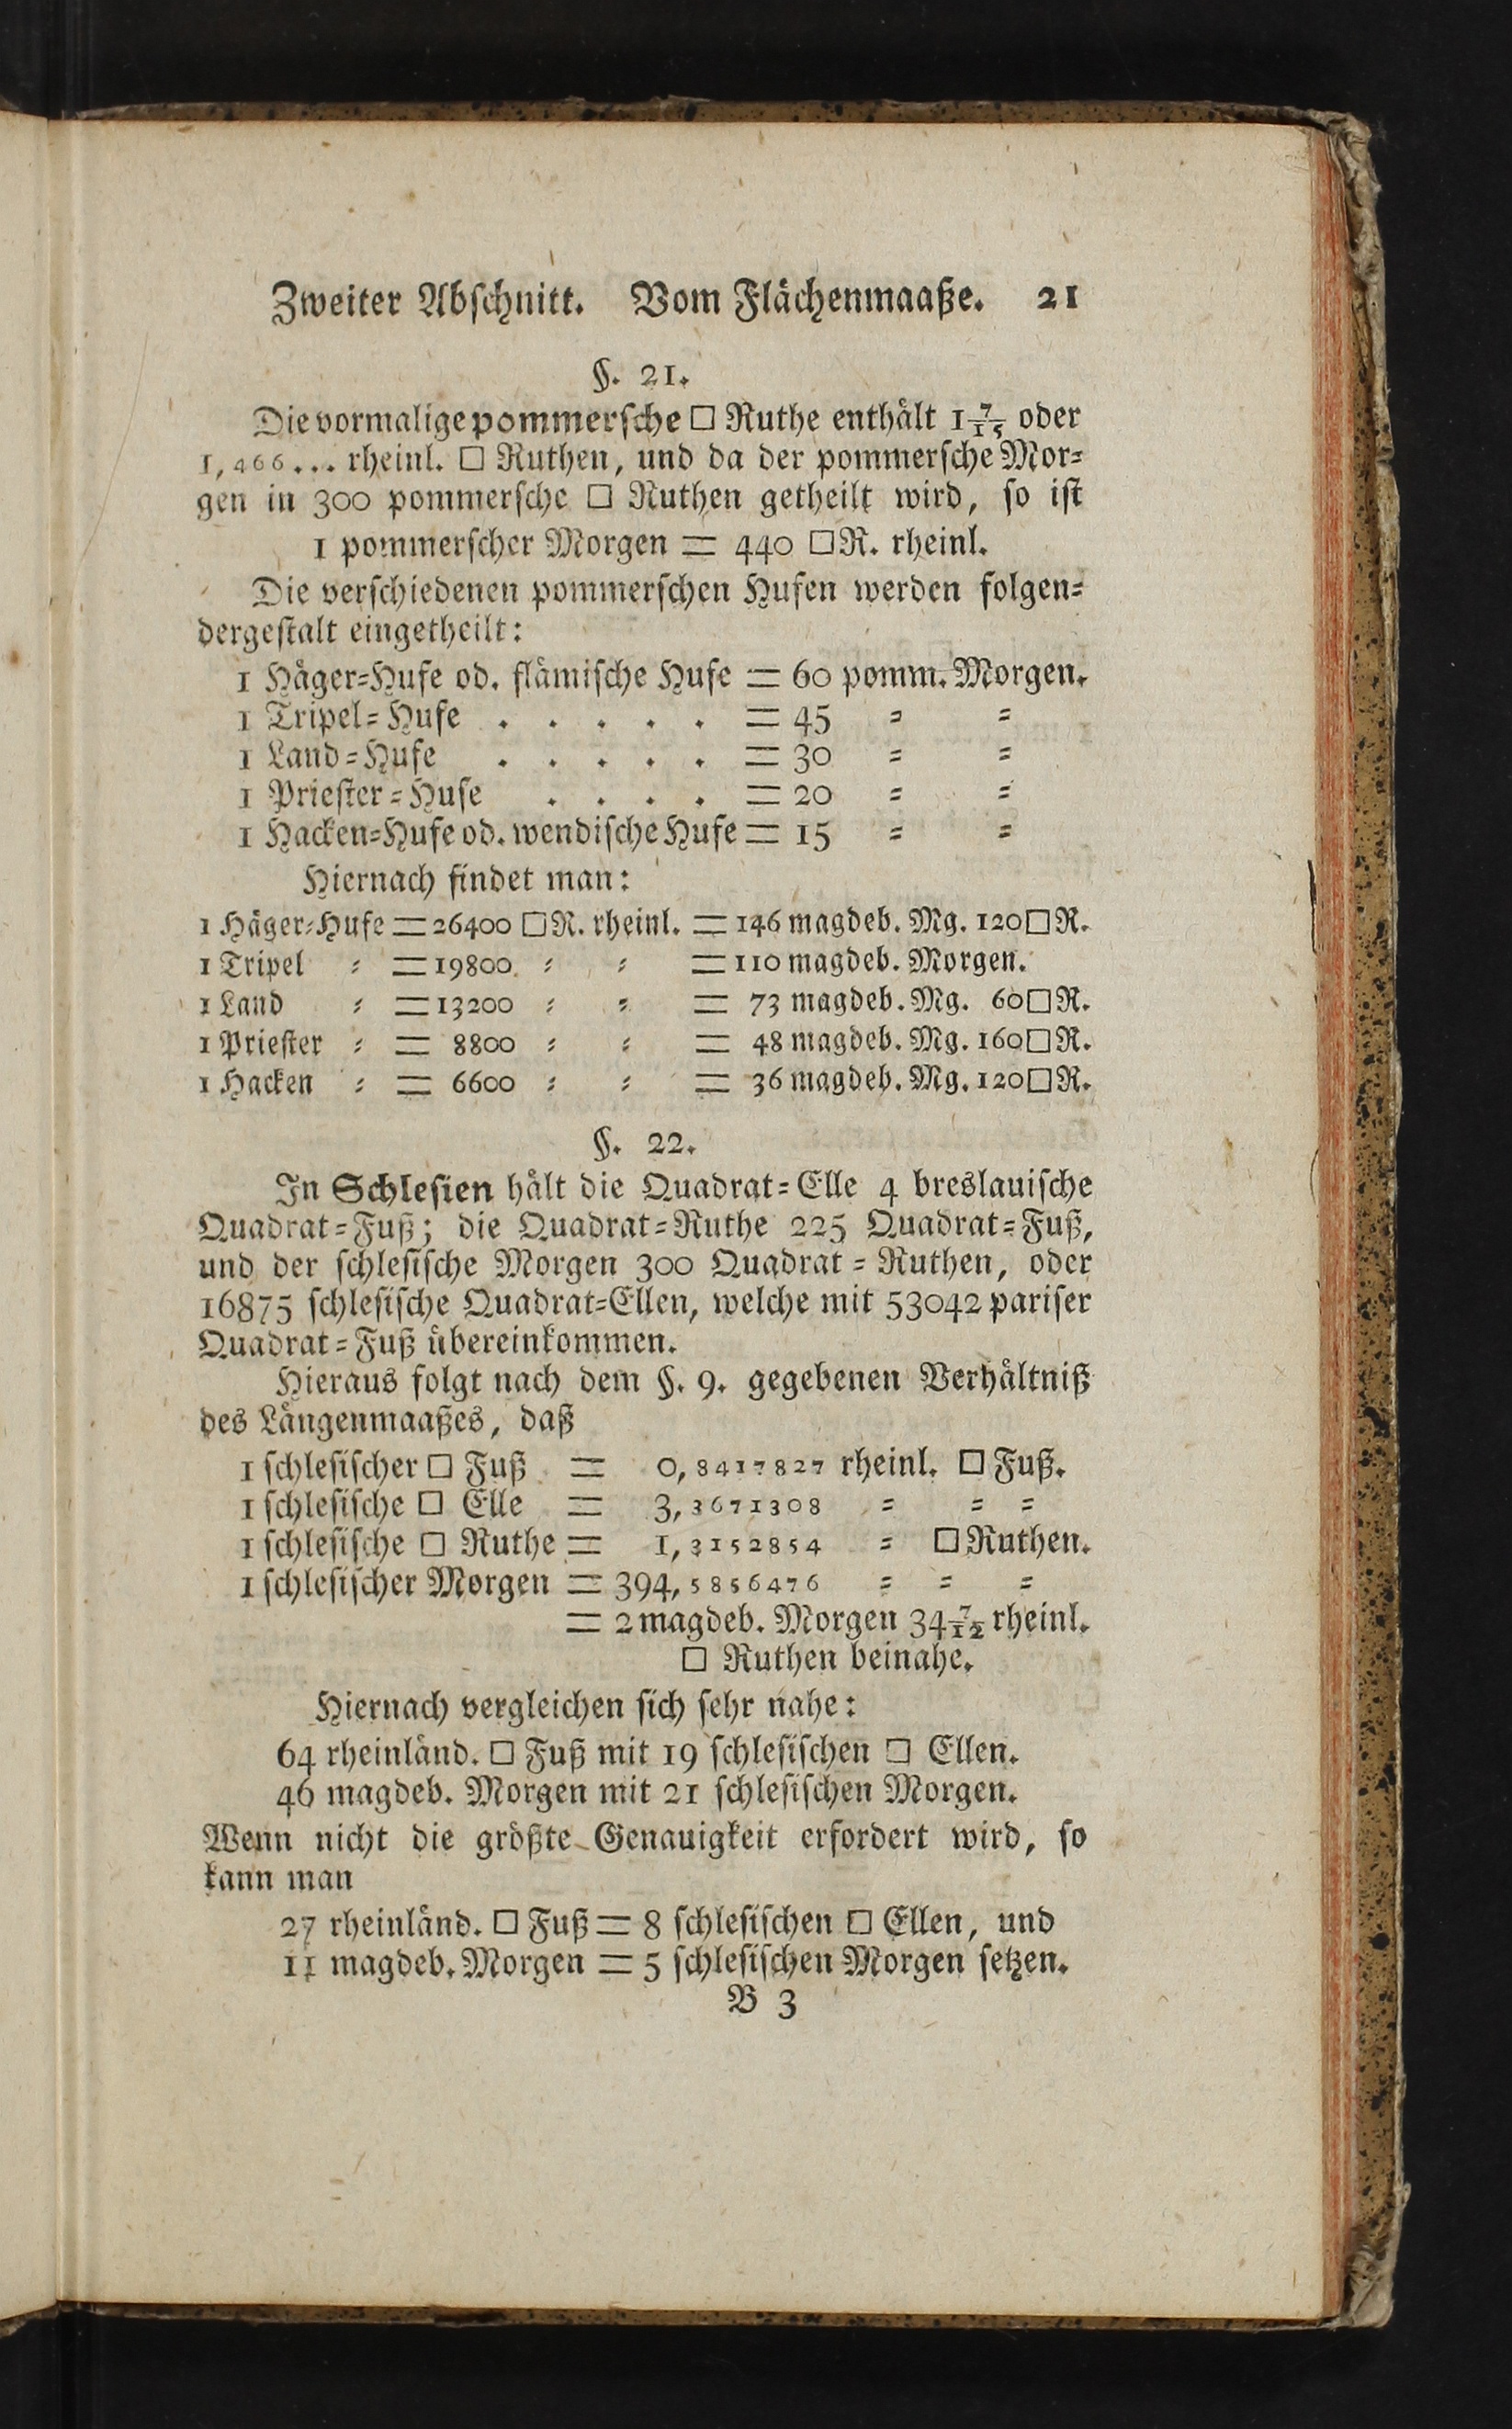 Zweiter Abschnitt. Vom Flächenmaaße. 21
§. 21.
Die vormalige pommersche □ Ruthe enthält 1 7/15 oder
1,466... rheinl. □ Ruthen, und da der pommersche Mor⸗
gen in 300 pommersche □ Ruthen getheilt wird, so ist
1 pommerscher Morgen = 440 □R. rheinl.
Die verschiedenen pommerschen Hufen werden folgen⸗
dergestalt eingetheilt:
1 Häger⸗Hufe od. flämische Hufe = 60 pomm. Morgen.
1 Tripel⸗Hufe . . . . . = 45 ⸗ ⸗
1 Land⸗Hufe . . . . . = 30 ⸗ ⸗
1 Priester⸗Hufe . . . . = 20 ⸗ ⸗
1 Hacken⸗Hufe od. wendische Hufe = 15 ⸗ ⸗
Hiernach findet man:
1 Häger⸗Hufe = 26400 □R. rheinl. = 146 magdeb. Mg. 120□R.
1 Tripel ⸗ = 19800 ⸗ ⸗ = 110 magdeb. Morgen.
1 Land ⸗ = 13200 ⸗ ⸗ = 73 magdeb. Mg. 60□R.
1 Priester ⸗ = 8800 ⸗ ⸗ = 48 magdeb. Mg. 160□R.
1 Hacken ⸗ = 6600 ⸗ ⸗ = 36 magdeb. Mg. 120□R.
§. 22.
In Schlesien hält die Quadrat⸗Elle 4 breslauische
Quadrat⸗Fuß; die Quadrat⸗Ruthe 225 Quadrat⸗Fuß,
und der schlesische Morgen 300 Quadrat⸗Ruthen, oder
16875 schlesische Quadrat⸗Ellen, welche mit 53042 pariser
Quadrat⸗Fuß übereinkommen.
Hieraus folgt nach dem §. 9. gegebenen Verhältniß
des Längenmaaßes, daß
1 schlesischer □ Fuß = 0,8417827 rheinl. □ Fuß.
1 schlesische □ Elle = 3,3671308 ⸗ ⸗ ⸗
1 schlesische □ Ruthe = 1,3152854 ⸗ □ Ruthen.
1 schlesischer Morgen = 394,5856476 ⸗ ⸗ ⸗
= 2 magdeb. Morgen 34 7/12 rheinl.
□ Ruthen beinahe.
Hiernach vergleichen sich sehr nahe:
64 rheinländ. □ Fuß mit 19 schlesischen □ Ellen.
46 magdeb. Morgen mit 21 schlesischen Morgen.
Wenn nicht die größte Genauigkeit erfordert wird, so
kann man
27 rheinländ. □ Fuß = 8 schlesischen □ Ellen, und
11 magdeb. Morgen = 5 schlesischen Morgen setzen.
B 3